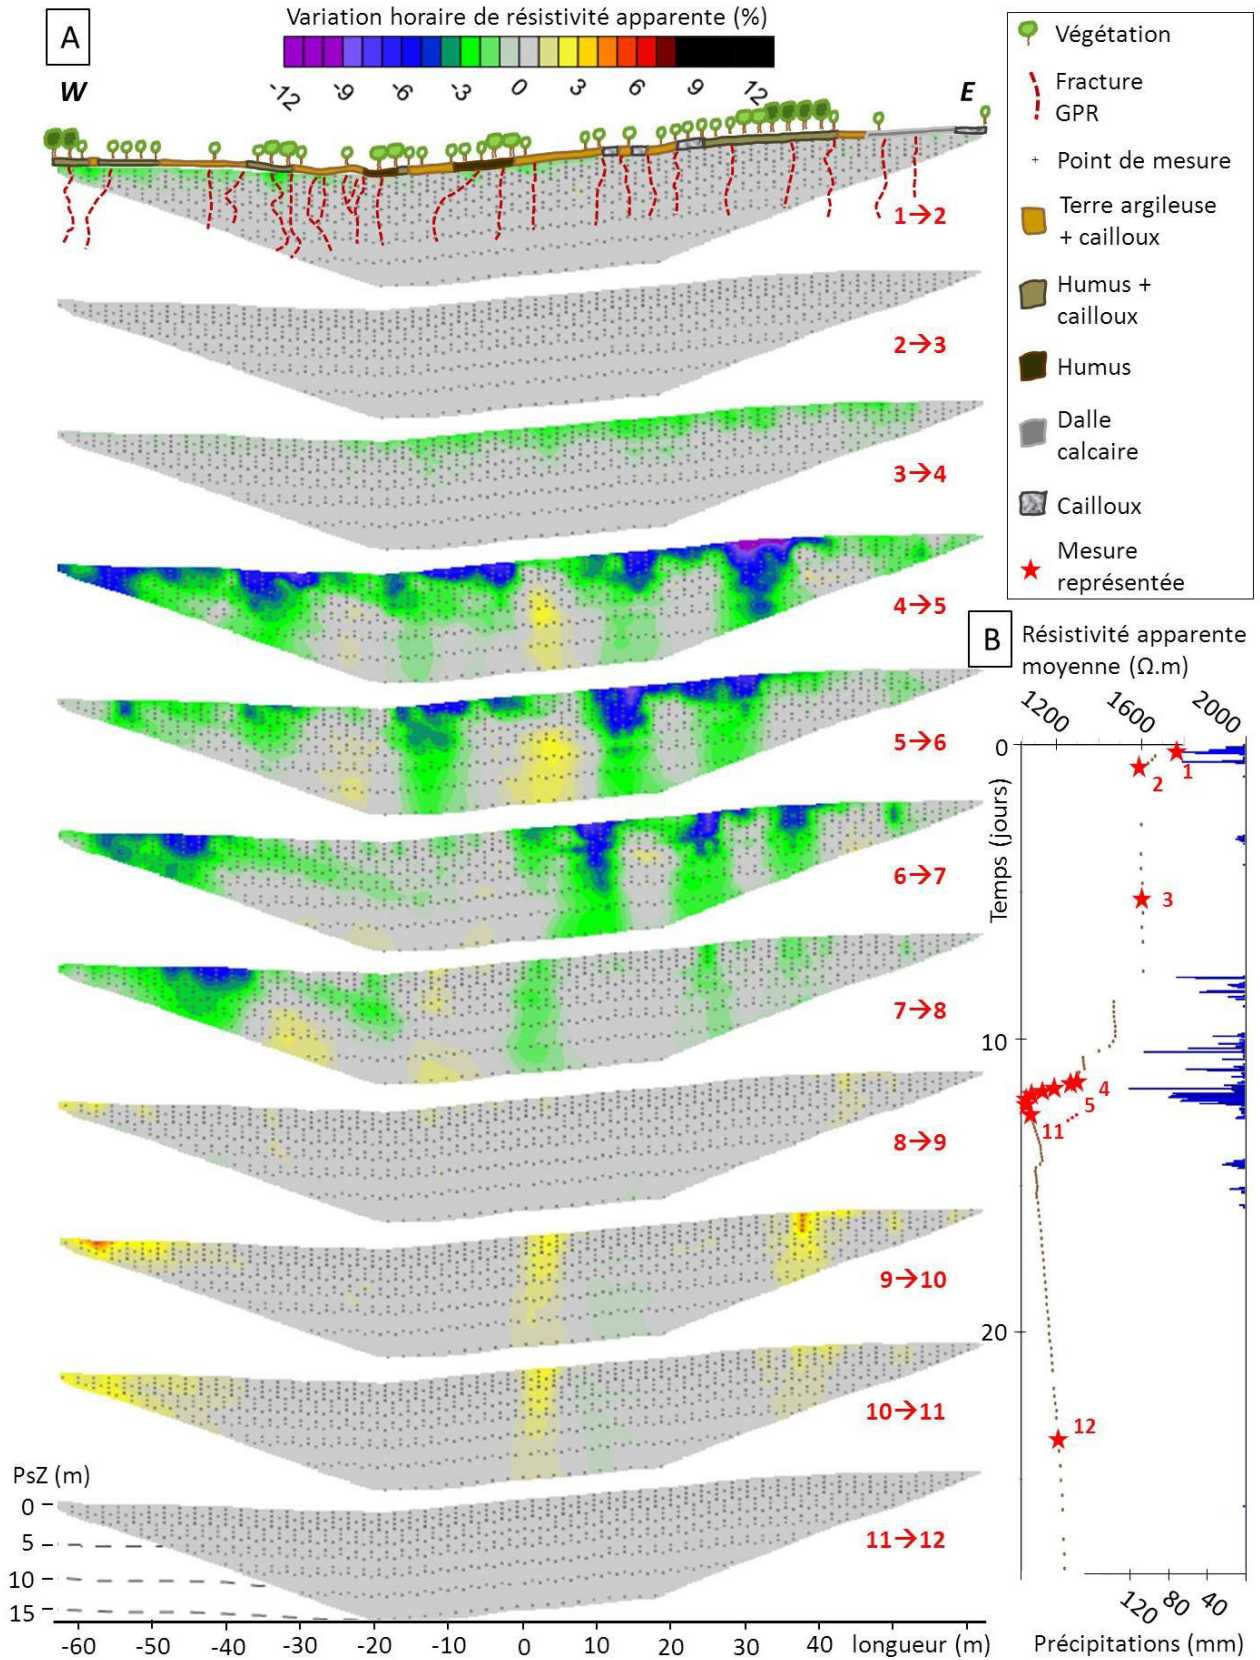 A
Variation horaire de résistivité apparente (%)
-12 -9 -6 -3 0 3 6 9 12
W
E
1→2
2→3
3→4
4→5
5→6
6→7
7→8
8→9
9→10
10→11
11→12
PsZ (m)
0
5
10
15
-60 -50 -40 -30 -20 -10 0 10 20 30 40 longueur (m)
Végétation
Fracture
GPR
Point de mesure
Terre argileuse
+ cailloux
Humus +
cailloux
Humus
Dalle
calcaire
Cailloux
Mesure
représentée
B
Résistivité apparente
moyenne (Ω.m)
1200 1600 2000
Temps (jours)
0
10
20
1
2
3
4
5
11
12
120 80 40
Précipitations (mm)